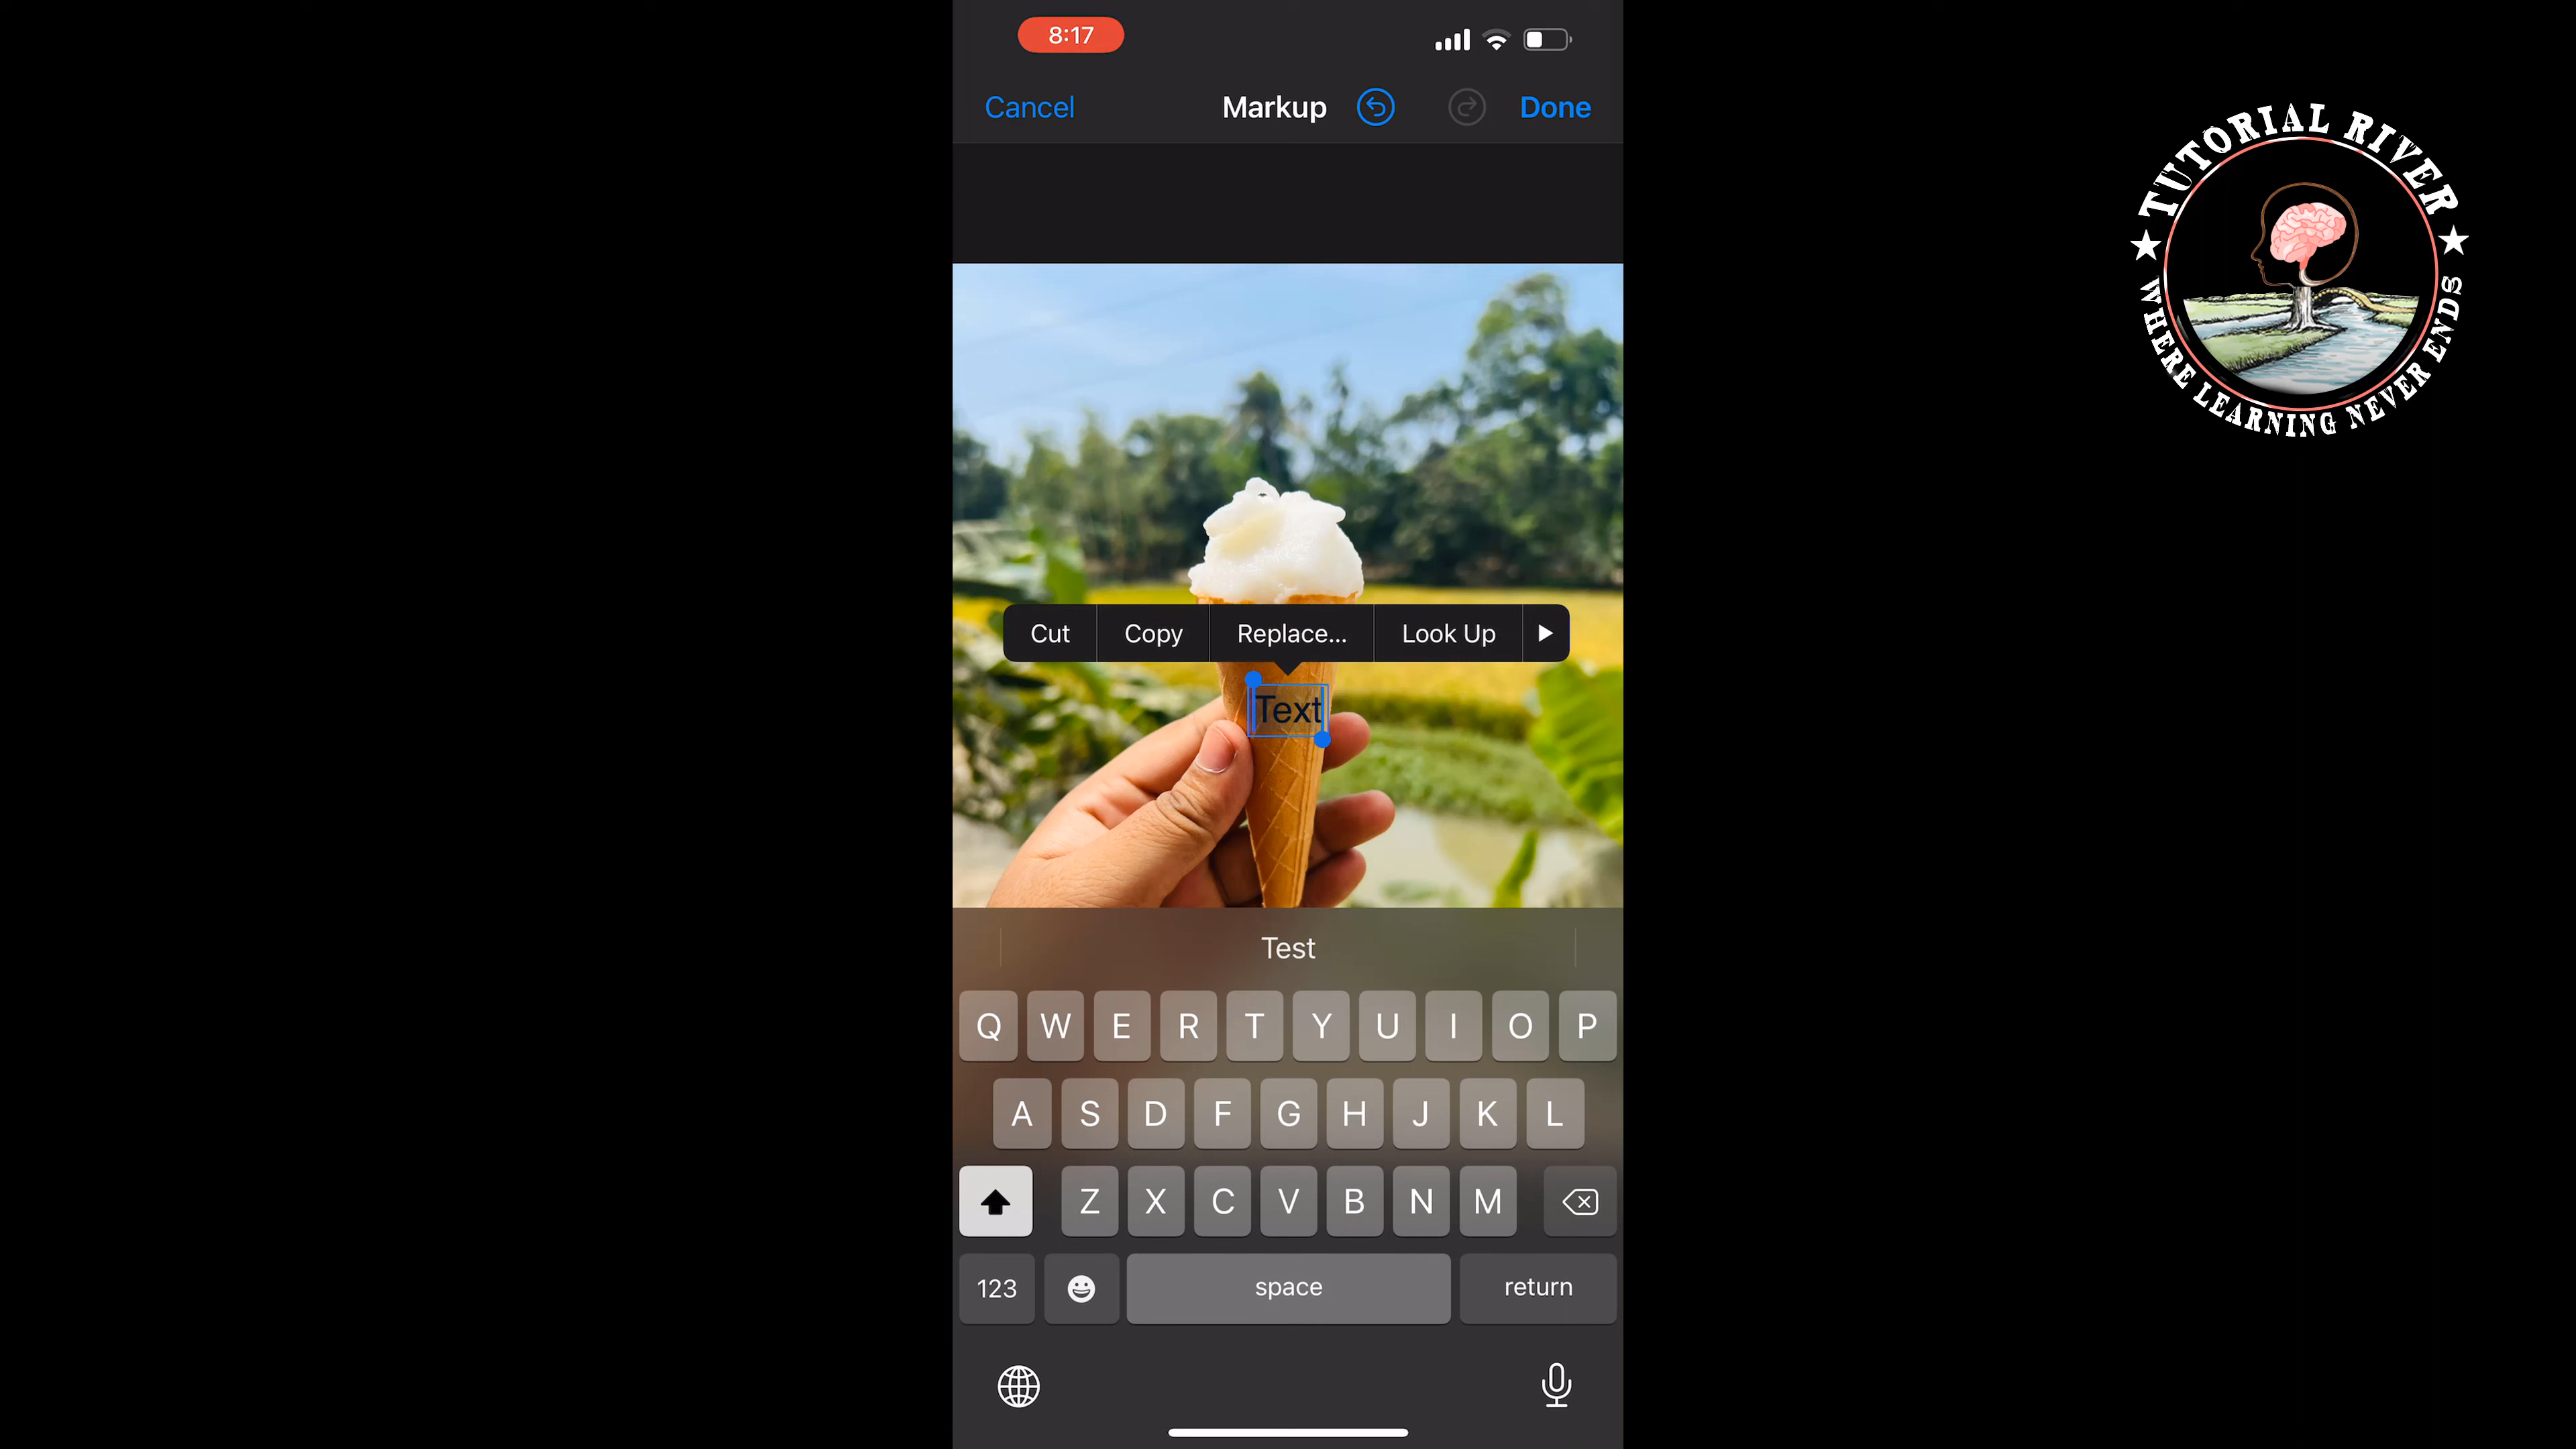 8:17
Cancel
Markup
Done
TUTORIAL RIVER
WHERE LEARNING NEVER ENDS
Cut
Copy
Replace...
Look Up
Text
Test
Q W E R T Y U I O P
A S D F G H J K L
Z X C V B N M
123
space
return